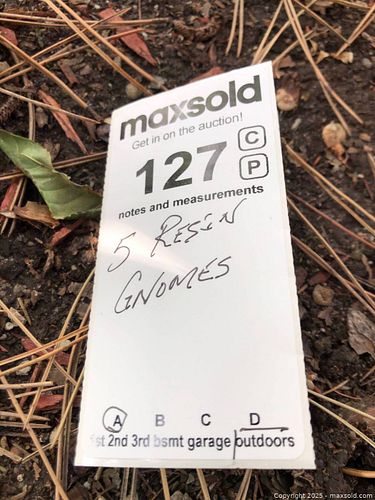 maxsold
Get in on the auction!
127 C
P
notes and measurements
5 RESIN
GNOMES
A B C D
1st 2nd 3rd bsmt garage outdoors
Copyright 2025 - maxsold.com